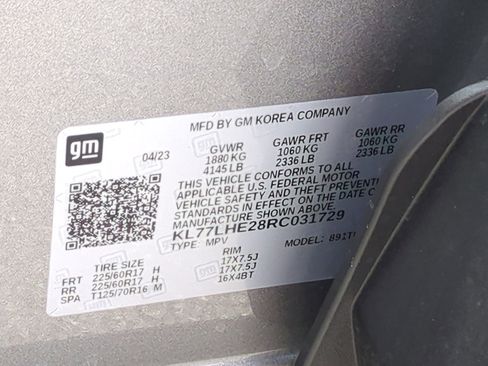 gm
MFD BY GM KOREA COMPANY
04/23 GVWR GAWR FRT GAWR RR
1880 KG 1060 KG 1060 KG
4145 LB 2336 LB 2336 LB
THIS VEHICLE CONFORMS TO ALL
APPLICABLE U.S. FEDERAL MOTOR
VEHICLE SAFETY AND THEFT PREVENTION
STANDARDS IN EFFECT ON THE DATE O
MANUFACTURE SHOWN ABOVE
KL77LHE28RC031729
TYPE: MPV MODEL: 891T
TIRE SIZE RIM
FRT 225/60R17 H 17X7.5J
RR 225/60R17 H 17X7.5J
SPA T125/70R16 M 16X4BT